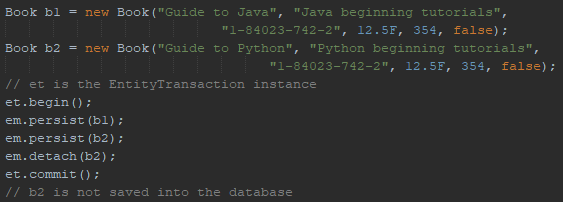 Book b1 = new Book("Guide to Java", "Java beginning tutorials",
"1-84023-742-2", 12.5F, 354, false);
Book b2 = new Book("Guide to Python", "Python beginning tutorials",
"1-84023-742-2", 12.5F, 354, false);
// et is the EntityTransaction instance
et.begin();
em.persist(b1);
em.persist(b2);
em.detach(b2);
et.commit();
// b2 is not saved into the database